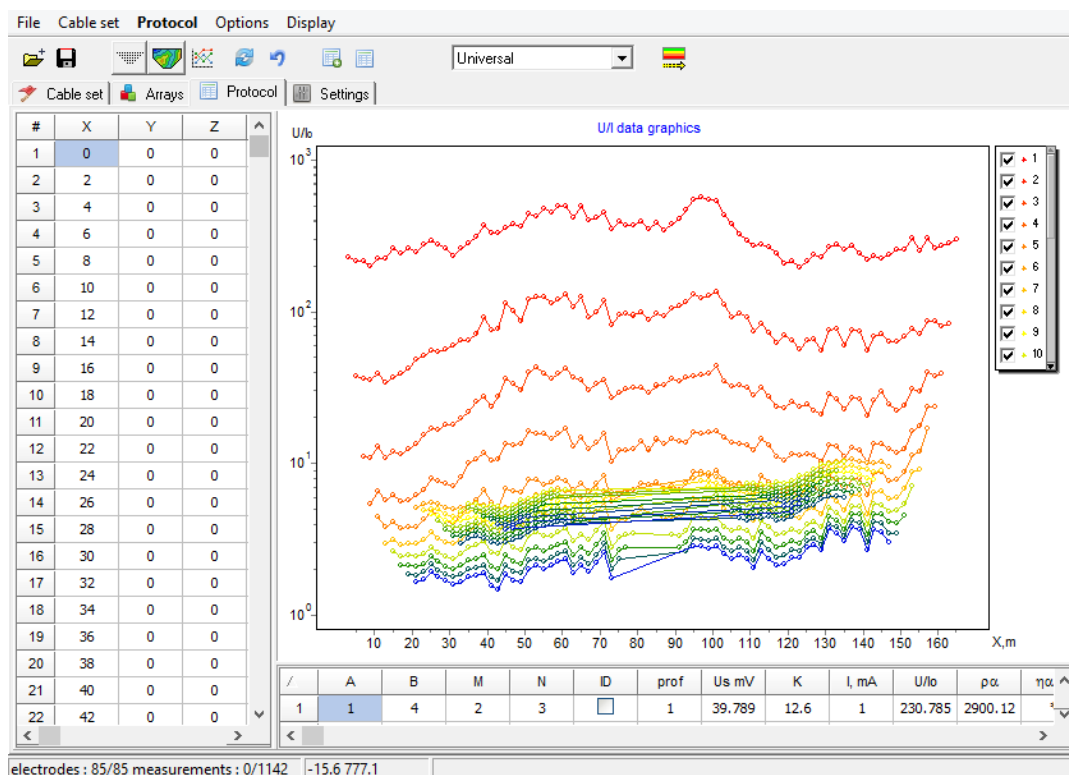 File Cable set Protocol Options Display
Universal
Cable set Arrays Protocol Settings
# X Y Z
1 0 0 0
2 2 0 0
3 4 0 0
4 6 0 0
5 8 0 0
6 10 0 0
7 12 0 0
8 14 0 0
9 16 0 0
10 18 0 0
11 20 0 0
12 22 0 0
13 24 0 0
14 26 0 0
15 28 0 0
16 30 0 0
17 32 0 0
18 34 0 0
19 36 0 0
20 38 0 0
21 40 0 0
22 42 0 0
U/I data graphics
U/Io
10³
10²
10¹
10⁰
10 20 30 40 50 60 70 80 90 100 110 120 130 140 150 160 X,m
1
2
3
4
5
6
7
8
9
10
/ A B M N ID prof Us mV K I, mA U/Io ρα ηα
1 1 4 2 3 1 39.789 12.6 1 230.785 2900.12
electrodes : 85/85 measurements : 0/1142 -15.6 777.1